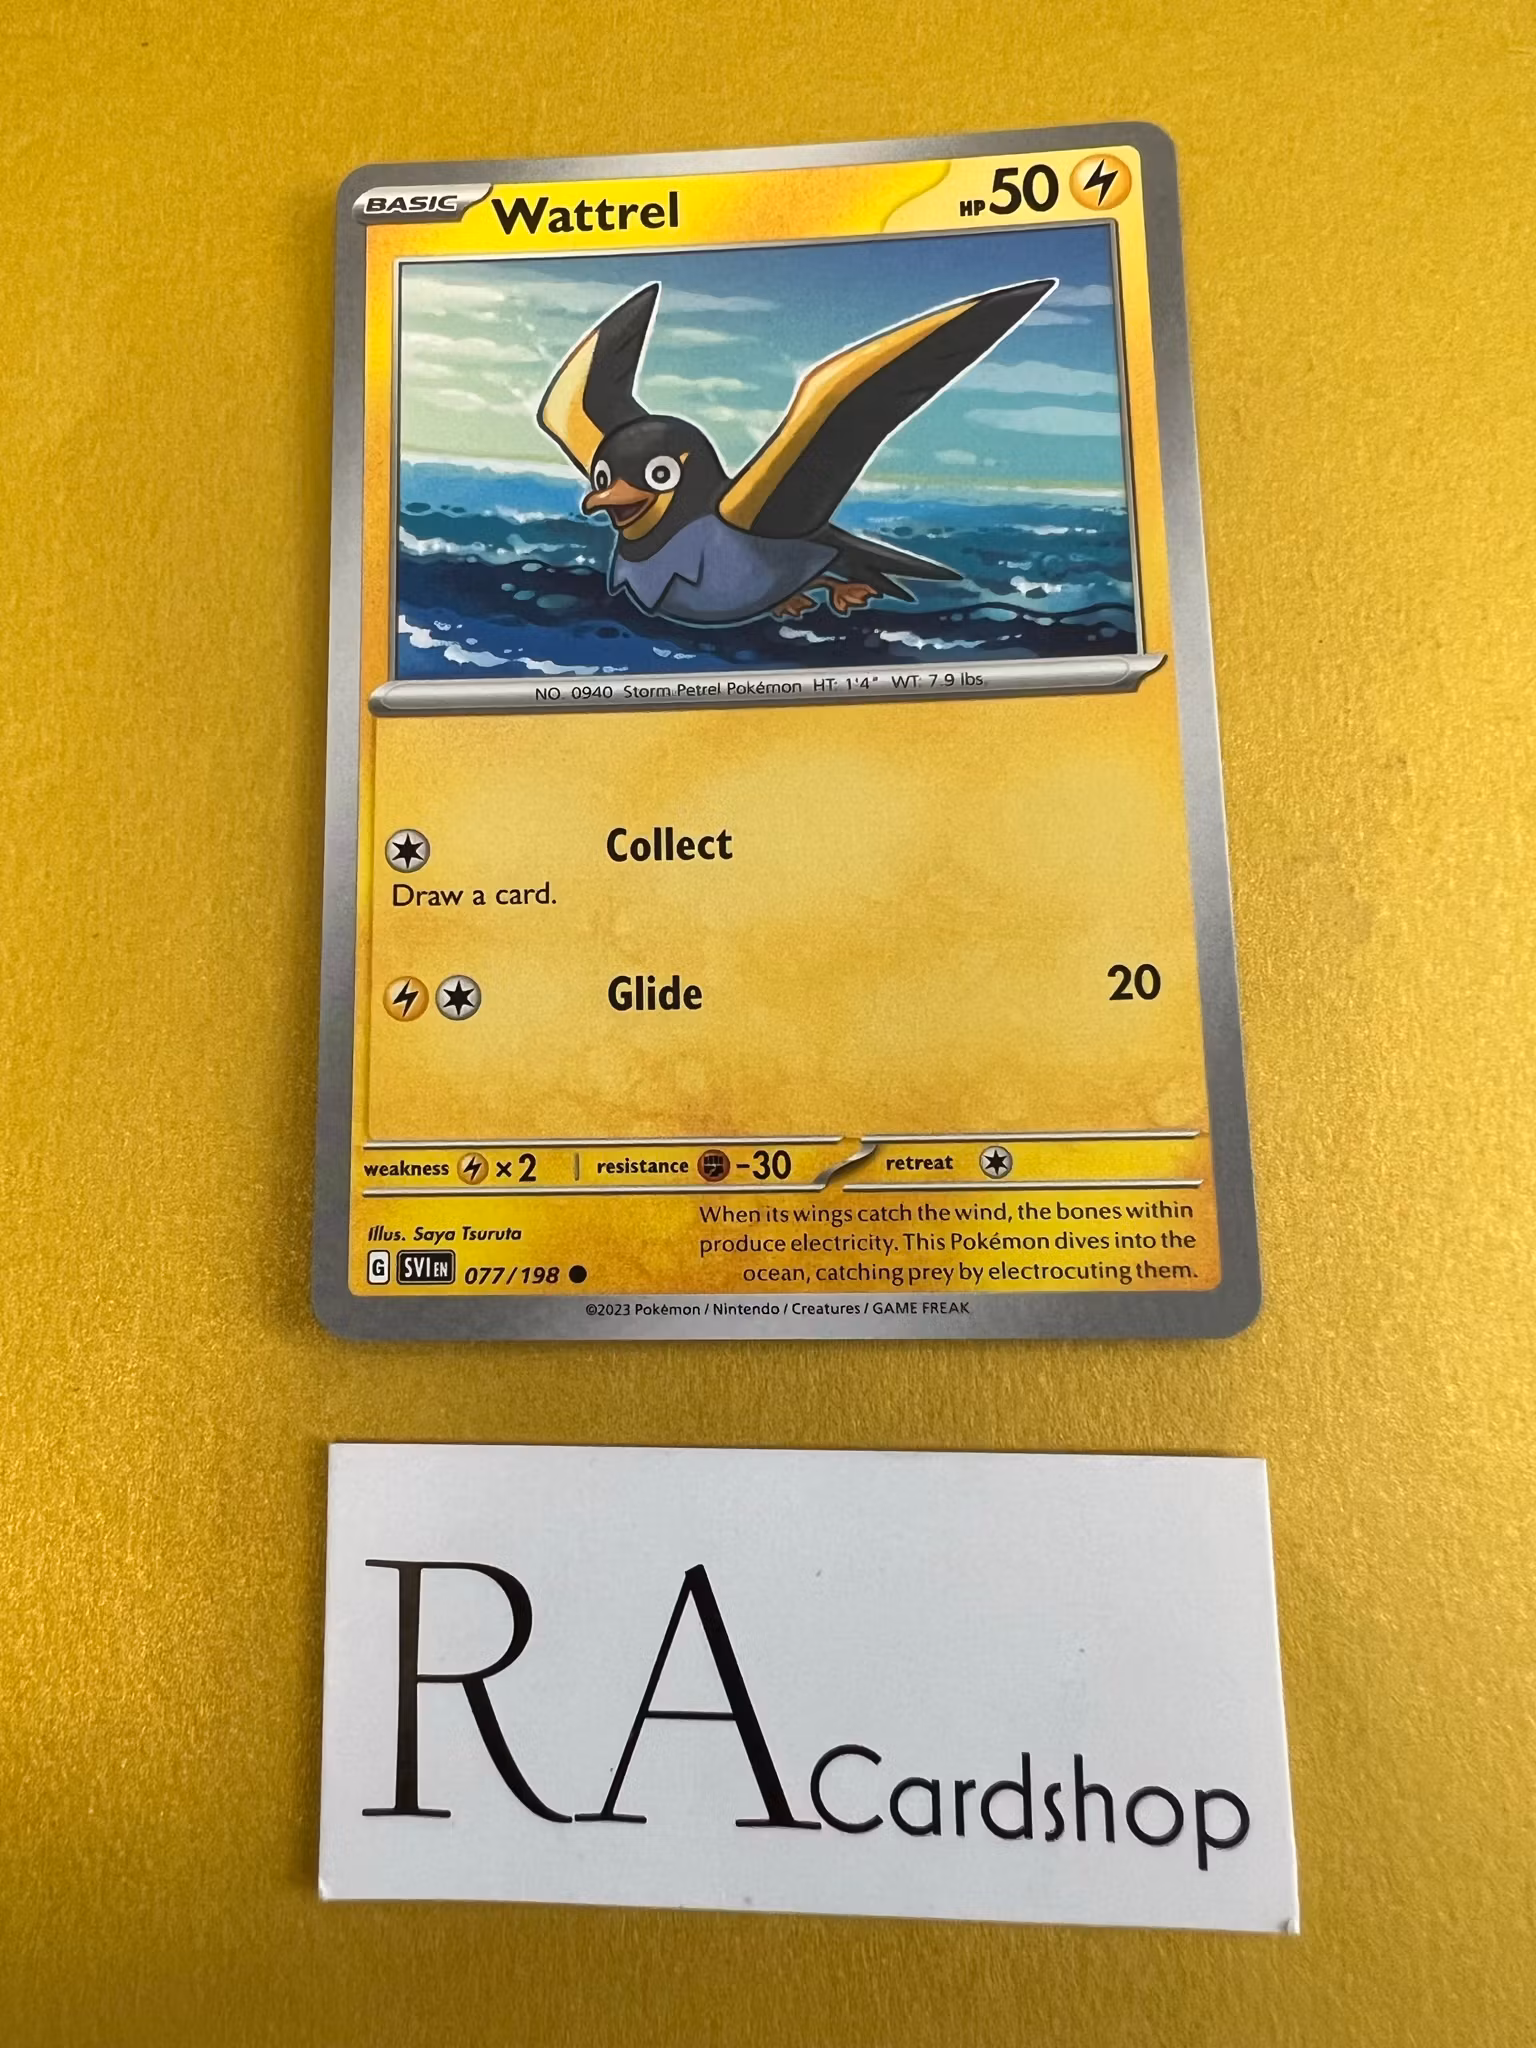 BASIC Wattrel HP 50
NO. 0940 Storm Petrel Pokémon HT: 1'4" WT: 7.9 lbs.
Collect
Draw a card.
Glide 20
weakness ×2 resistance -30 retreat
Illus. Saya Tsuruta
G SVI EN 077/198
When its wings catch the wind, the bones within
produce electricity. This Pokémon dives into the
ocean, catching prey by electrocuting them.
©2023 Pokémon / Nintendo / Creatures / GAME FREAK
RA Cardshop